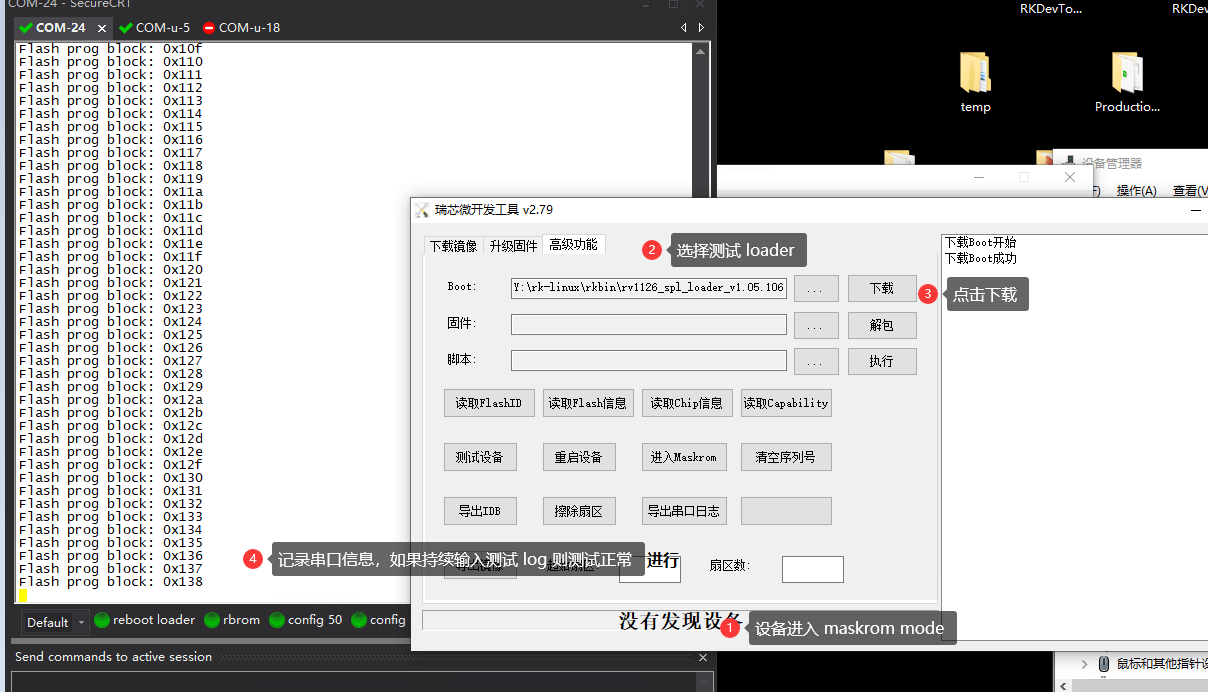 COM-24 - SecureCRT
COM-24
COM-u-5
COM-u-18
Flash prog block: 0x10f
Flash prog block: 0x110
Flash prog block: 0x111
Flash prog block: 0x112
Flash prog block: 0x113
Flash prog block: 0x114
Flash prog block: 0x115
Flash prog block: 0x116
Flash prog block: 0x117
Flash prog block: 0x118
Flash prog block: 0x119
Flash prog block: 0x11a
Flash prog block: 0x11b
Flash prog block: 0x11c
Flash prog block: 0x11d
Flash prog block: 0x11e
Flash prog block: 0x11f
Flash prog block: 0x120
Flash prog block: 0x121
Flash prog block: 0x122
Flash prog block: 0x123
Flash prog block: 0x124
Flash prog block: 0x125
Flash prog block: 0x126
Flash prog block: 0x127
Flash prog block: 0x128
Flash prog block: 0x129
Flash prog block: 0x12a
Flash prog block: 0x12b
Flash prog block: 0x12c
Flash prog block: 0x12d
Flash prog block: 0x12e
Flash prog block: 0x12f
Flash prog block: 0x130
Flash prog block: 0x131
Flash prog block: 0x132
Flash prog block: 0x133
Flash prog block: 0x134
Flash prog block: 0x135
Flash prog block: 0x136
Flash prog block: 0x137
Flash prog block: 0x138
Default
reboot loader
rbrom
config 50
config
Send commands to active session
RKDevTo...
RKDev
temp
Productio...
设备管理器
操作(A)
查看(V
瑞芯微开发工具 v2.79
下载镜像
升级固件
高级功能
2 选择测试 loader
Boot:
Y:\rk-linux\rkbin\rv1126_spl_loader_v1.05.106
...
下载
3 点击下载
固件:
...
解包
脚本:
...
执行
读取FlashID
读取Flash信息
读取Chip信息
读取Capability
测试设备
重启设备
进入Maskrom
清空序列号
导出IDB
擦除扇区
导出串口日志
4 记录串口信息，如果持续输入测试 log,则测试正常
进行
扇区数:
没有发现设备
1 设备进入 maskrom mode
下载Boot开始
下载Boot成功
鼠标和其他指针设